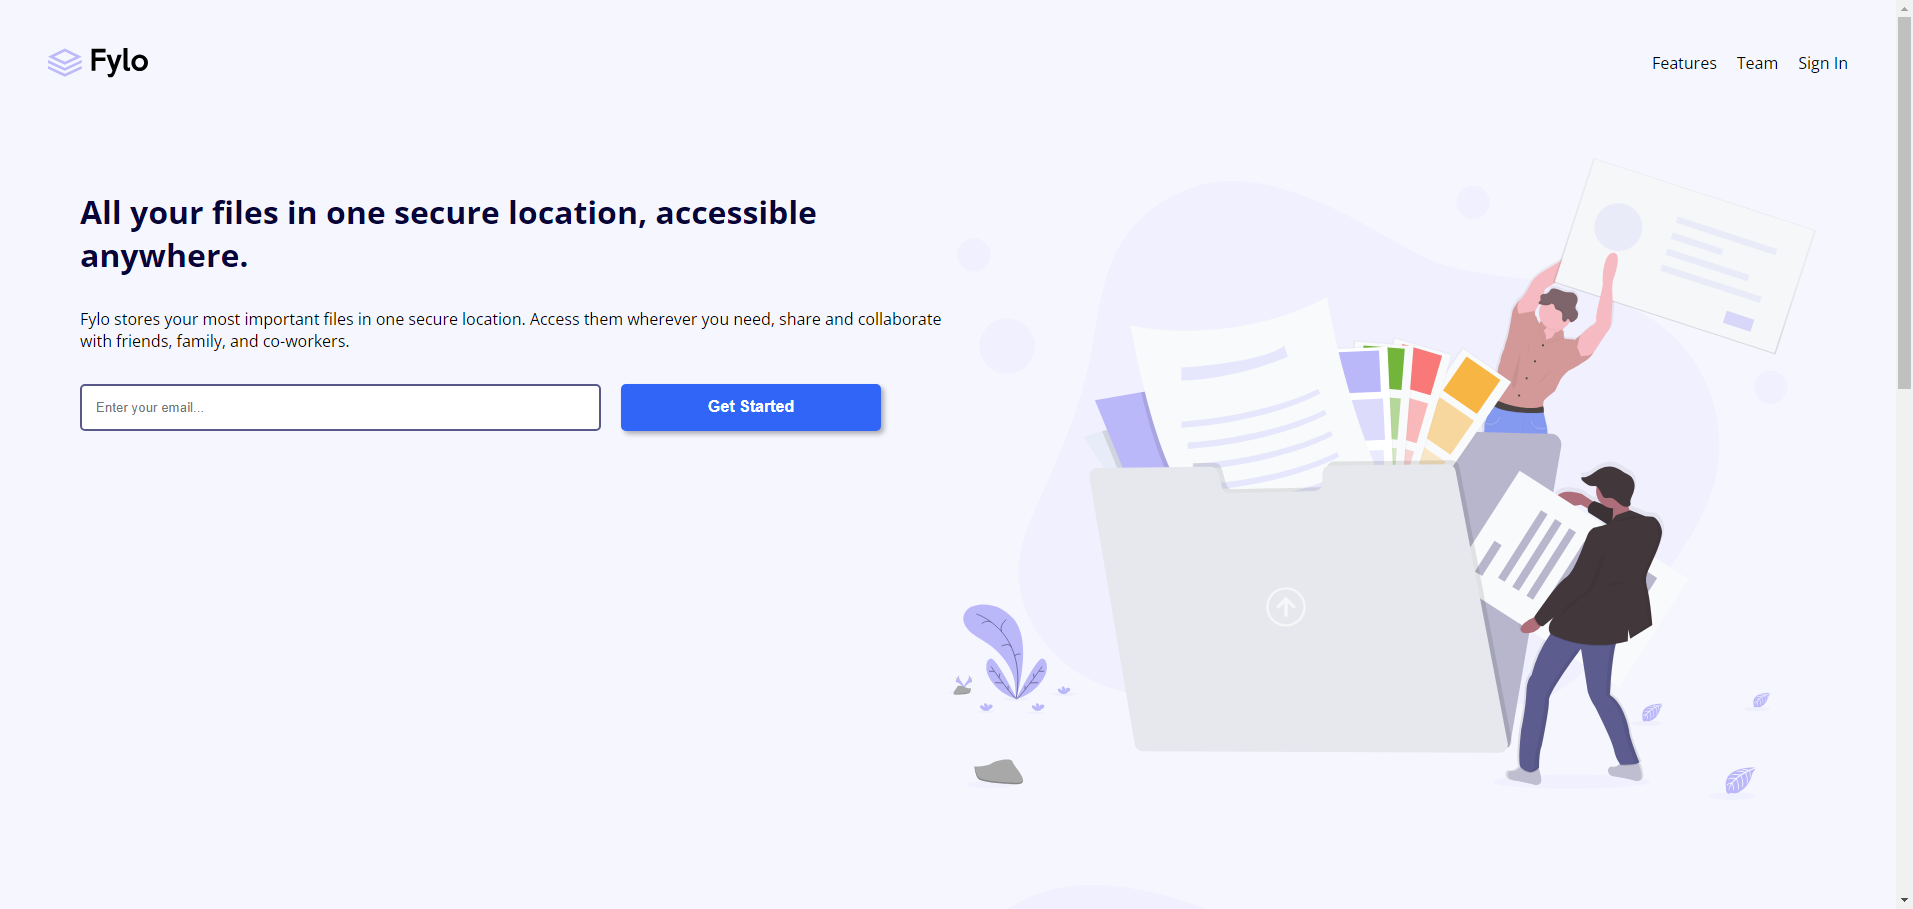 Fylo
Features Team Sign In
All your files in one secure location, accessible
anywhere.
Fylo stores your most important files in one secure location. Access them wherever you need, share and collaborate
with friends, family, and co-workers.
Enter your email...
Get Started